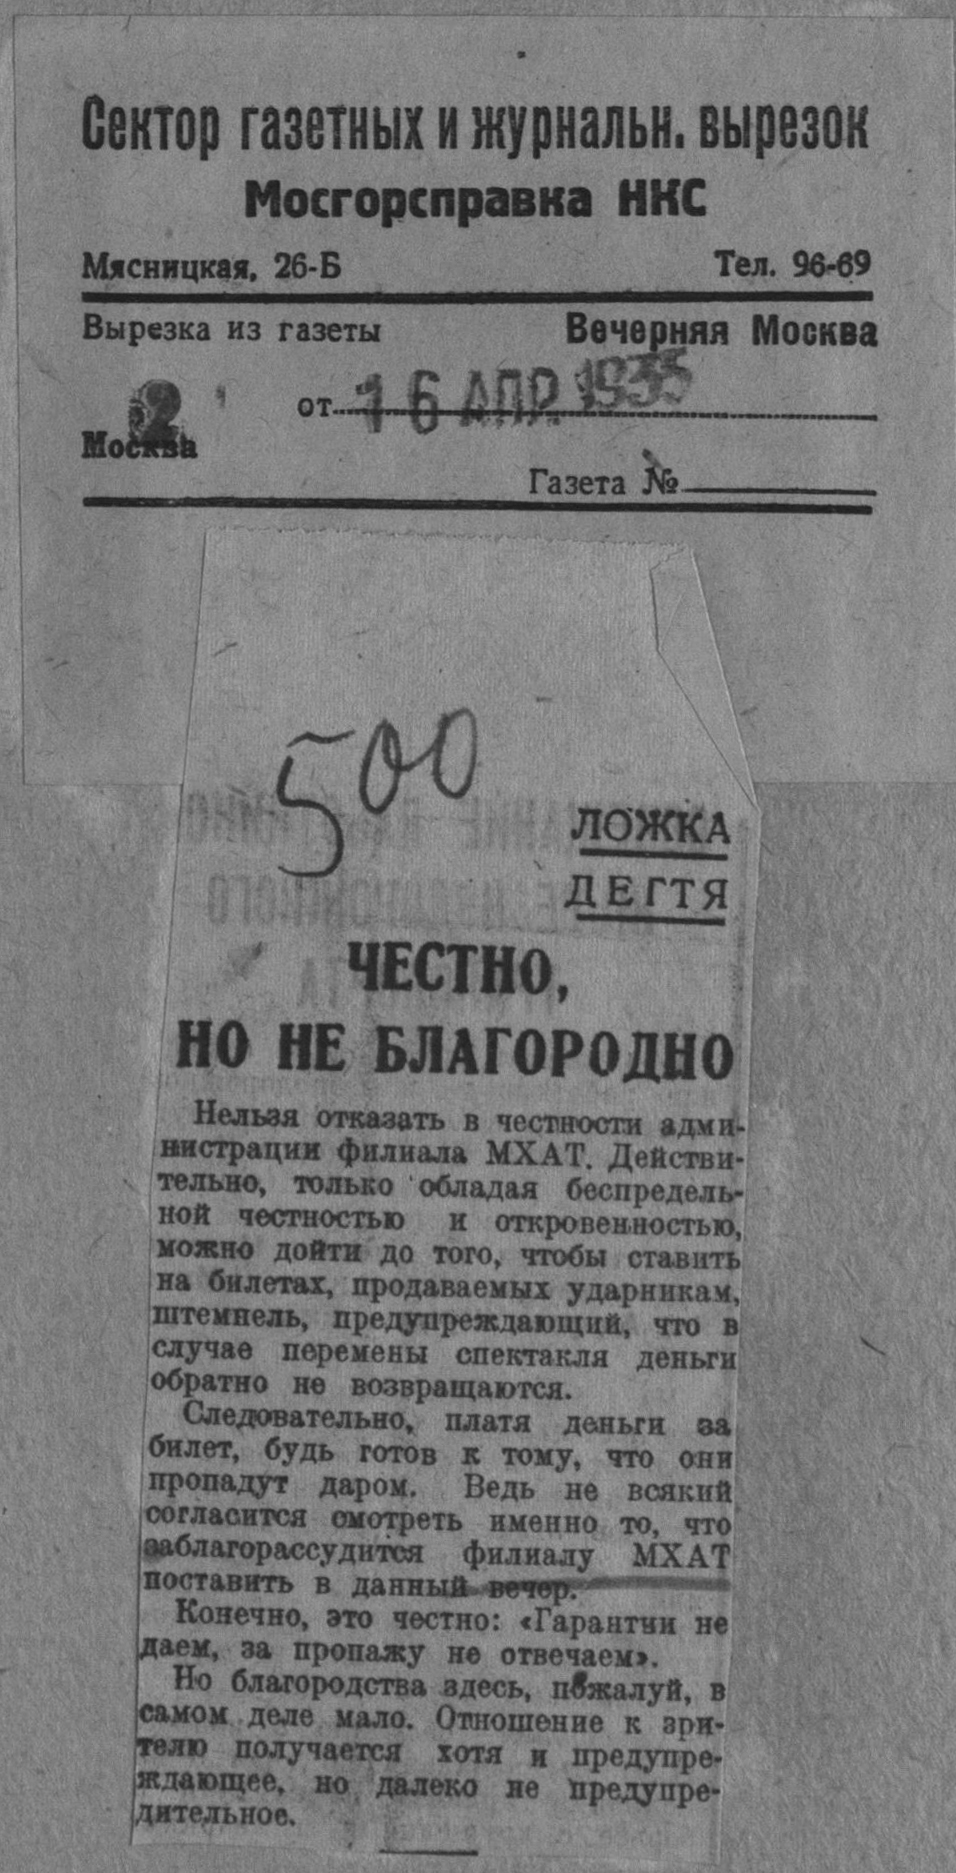 Сектор газетных и журнальн. вырезок
Мосгорсправка НКС
Мясницкая, 26-Б Тел. 96-69
Вырезка из газеты Вечерняя Москва
2 от 16 АПР. 1935
Москва
Газета №
500
ЛОЖКА
ДЕГТЯ
ЧЕСТНО,
НО НЕ БЛАГОРОДНО
Нельзя отказать в честности адми-
нистрации филиала МХАТ. Действи-
тельно, только обладая беспредель-
ной честностью и откровенностью,
можно дойти до того, чтобы ставить
на билетах, продаваемых ударникам,
штемпель, предупреждающий, что в
случае перемены спектакля деньги
обратно не возвращаются.
Следовательно, платя деньги за
билет, будь готов к тому, что они
пропадут даром. Ведь не всякий
согласится смотреть именно то, что
заблагорассудится филиалу МХАТ
поставить в данный вечер.
Конечно, это честно: «Гарантии не
даем, за пропажу не отвечаем».
Но благородства здесь, пожалуй, в
самом деле мало. Отношение к зри-
телю получается хотя и предупре-
ждающее, но далеко не предупре-
дительное.